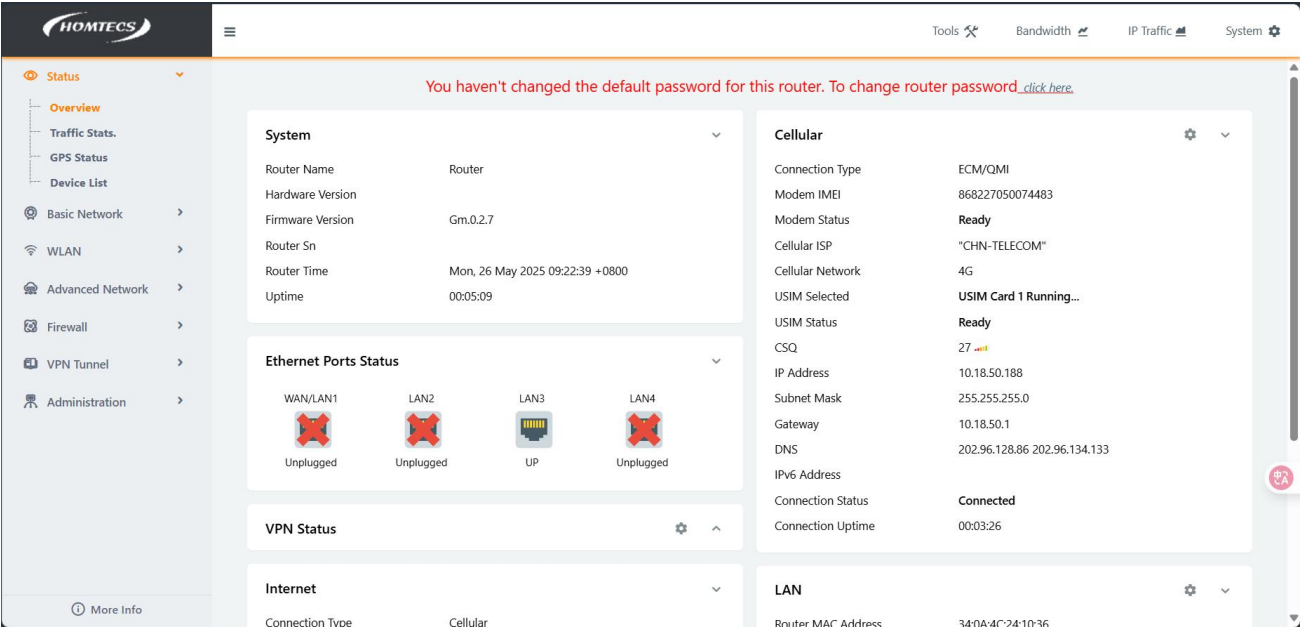 HOMTECS
Tools
Bandwidth
IP Traffic
System
Status
Overview
Traffic Stats.
GPS Status
Device List
Basic Network
WLAN
Advanced Network
Firewall
VPN Tunnel
Administration
More Info
You haven't changed the default password for this router. To change router password click here.
System
Router Name Router
Hardware Version
Firmware Version Gm.0.2.7
Router Sn
Router Time Mon, 26 May 2025 09:22:39 +0800
Uptime 00:05:09
Ethernet Ports Status
WAN/LAN1 LAN2 LAN3 LAN4
Unplugged Unplugged UP Unplugged
VPN Status
Internet
Connection Type Cellular
Cellular
Connection Type ECM/QMI
Modem IMEI 868227050074483
Modem Status Ready
Cellular ISP "CHN-TELECOM"
Cellular Network 4G
USIM Selected USIM Card 1 Running...
USIM Status Ready
CSQ 27
IP Address 10.18.50.188
Subnet Mask 255.255.255.0
Gateway 10.18.50.1
DNS 202.96.128.86 202.96.134.133
IPv6 Address
Connection Status Connected
Connection Uptime 00:03:26
LAN
Router MAC Address 34:0A:4C:24:10:36
中A